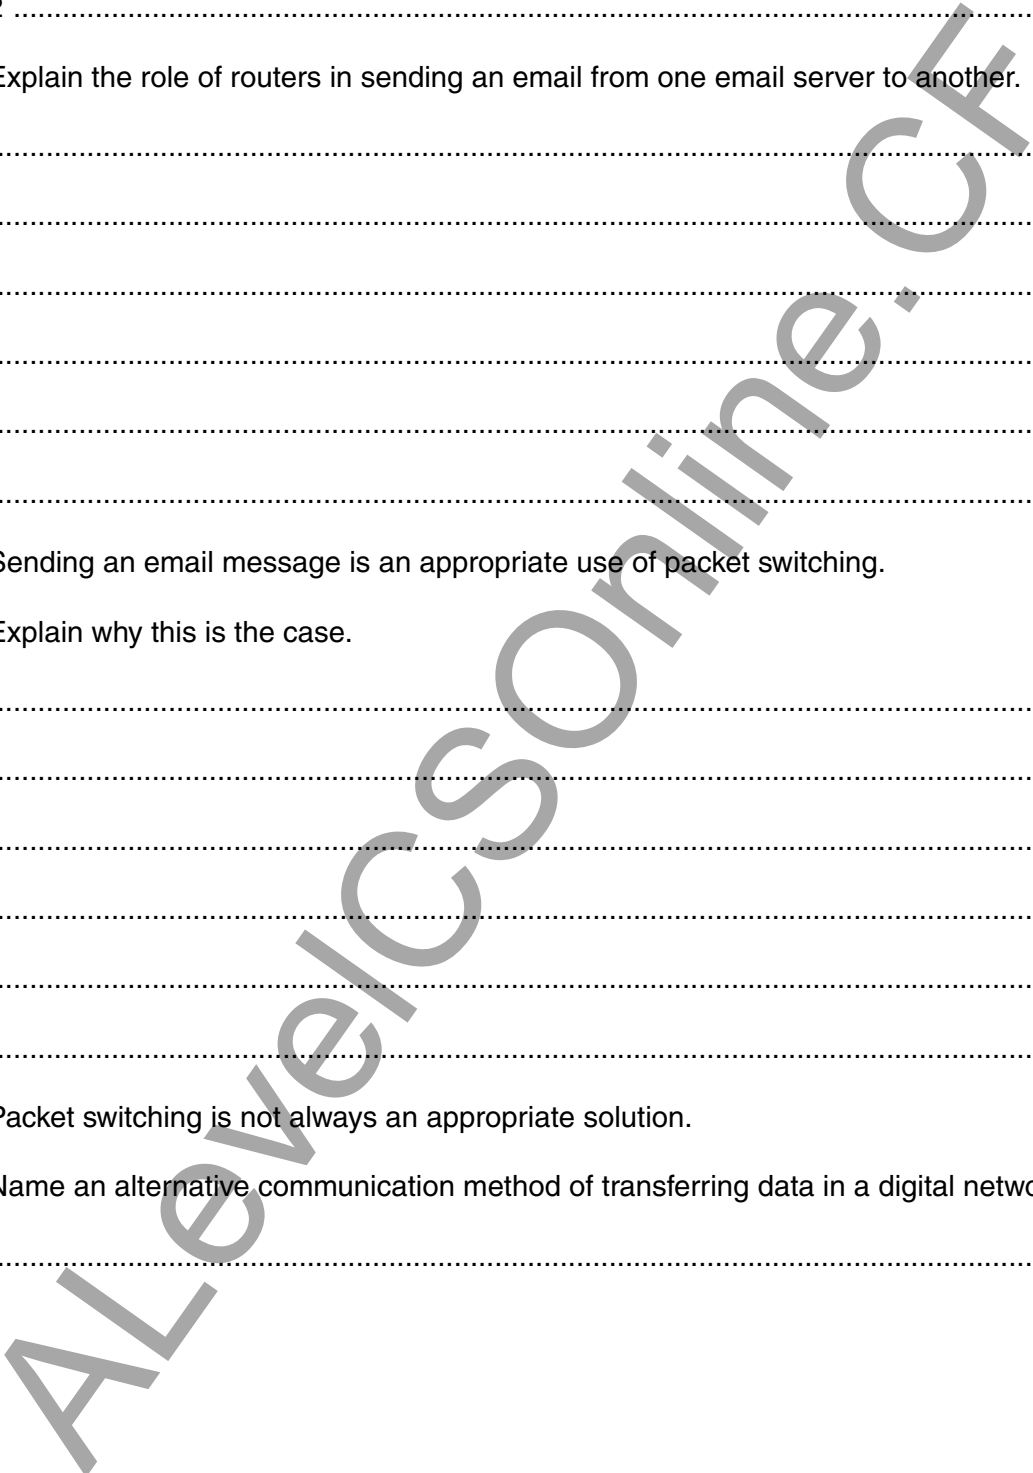 Explain the role of routers in sending an email from one email server to another.
Sending an email message is an appropriate use of packet switching.
Explain why this is the case.
Packet switching is not always an appropriate solution.
Name an alternative communication method of transferring data in a digital
ALevelCSOnline.CF